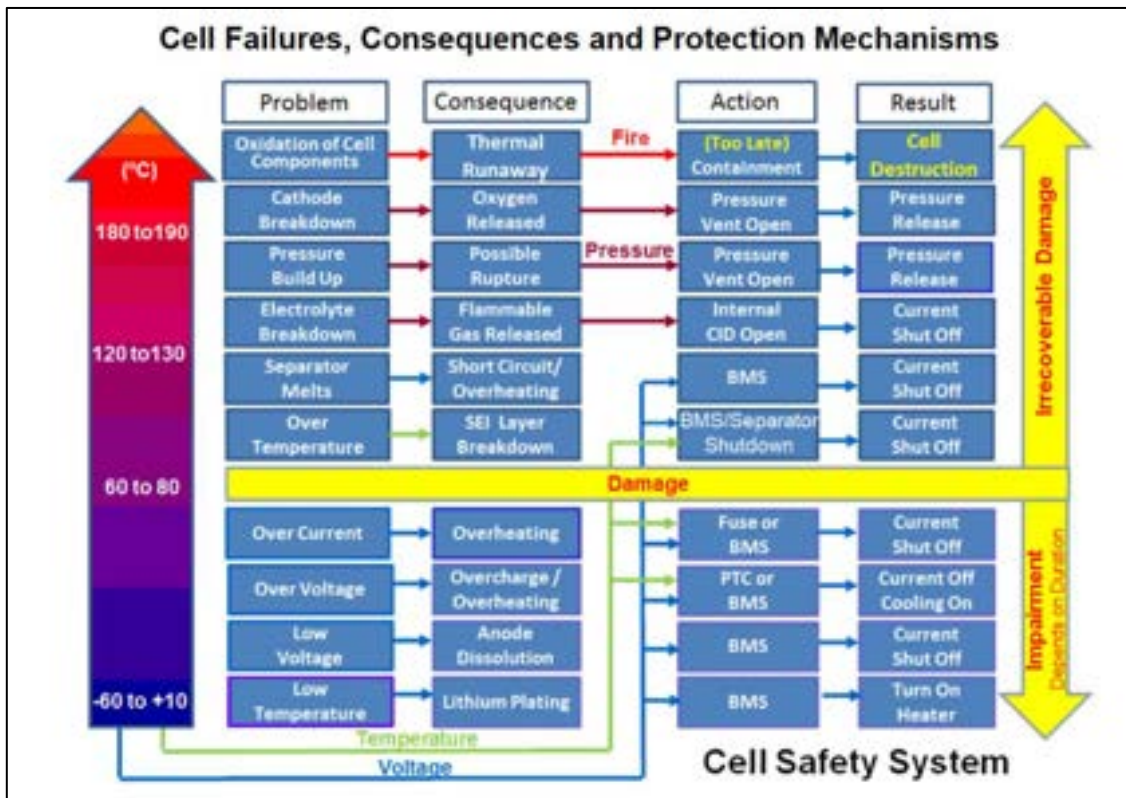 Cell Failures, Consequences and Protection Mechanisms
Problem
Consequence
Action
Result
(°C)
180 to190
120 to130
60 to 80
-60 to +10
Oxidation of Cell
Components
Thermal
Runaway
Fire
(Too Late)
Containment
Cell
Destruction
Cathode
Breakdown
Oxygen
Released
Pressure
Vent Open
Pressure
Release
Pressure
Build Up
Possible
Rupture
Pressure
Pressure
Vent Open
Pressure
Release
Electrolyte
Breakdown
Flammable
Gas Released
Internal
CID Open
Current
Shut Off
Separator
Melts
Short Circuit/
Overheating
BMS
Current
Shut Off
Over
Temperature
SEI Layer
Breakdown
BMS/Separator
Shutdown
Current
Shut Off
Damage
Over Current
Overheating
Fuse or
BMS
Current
Shut Off
Over Voltage
Overcharge /
Overheating
PTC or
BMS
Current Off
Cooling On
Low
Voltage
Anode
Dissolution
BMS
Current
Shut Off
Low
Temperature
Lithium Plating
BMS
Turn On
Heater
Irrecoverable Damage
Impairment
Depends on Duration
Temperature
Voltage
Cell Safety System